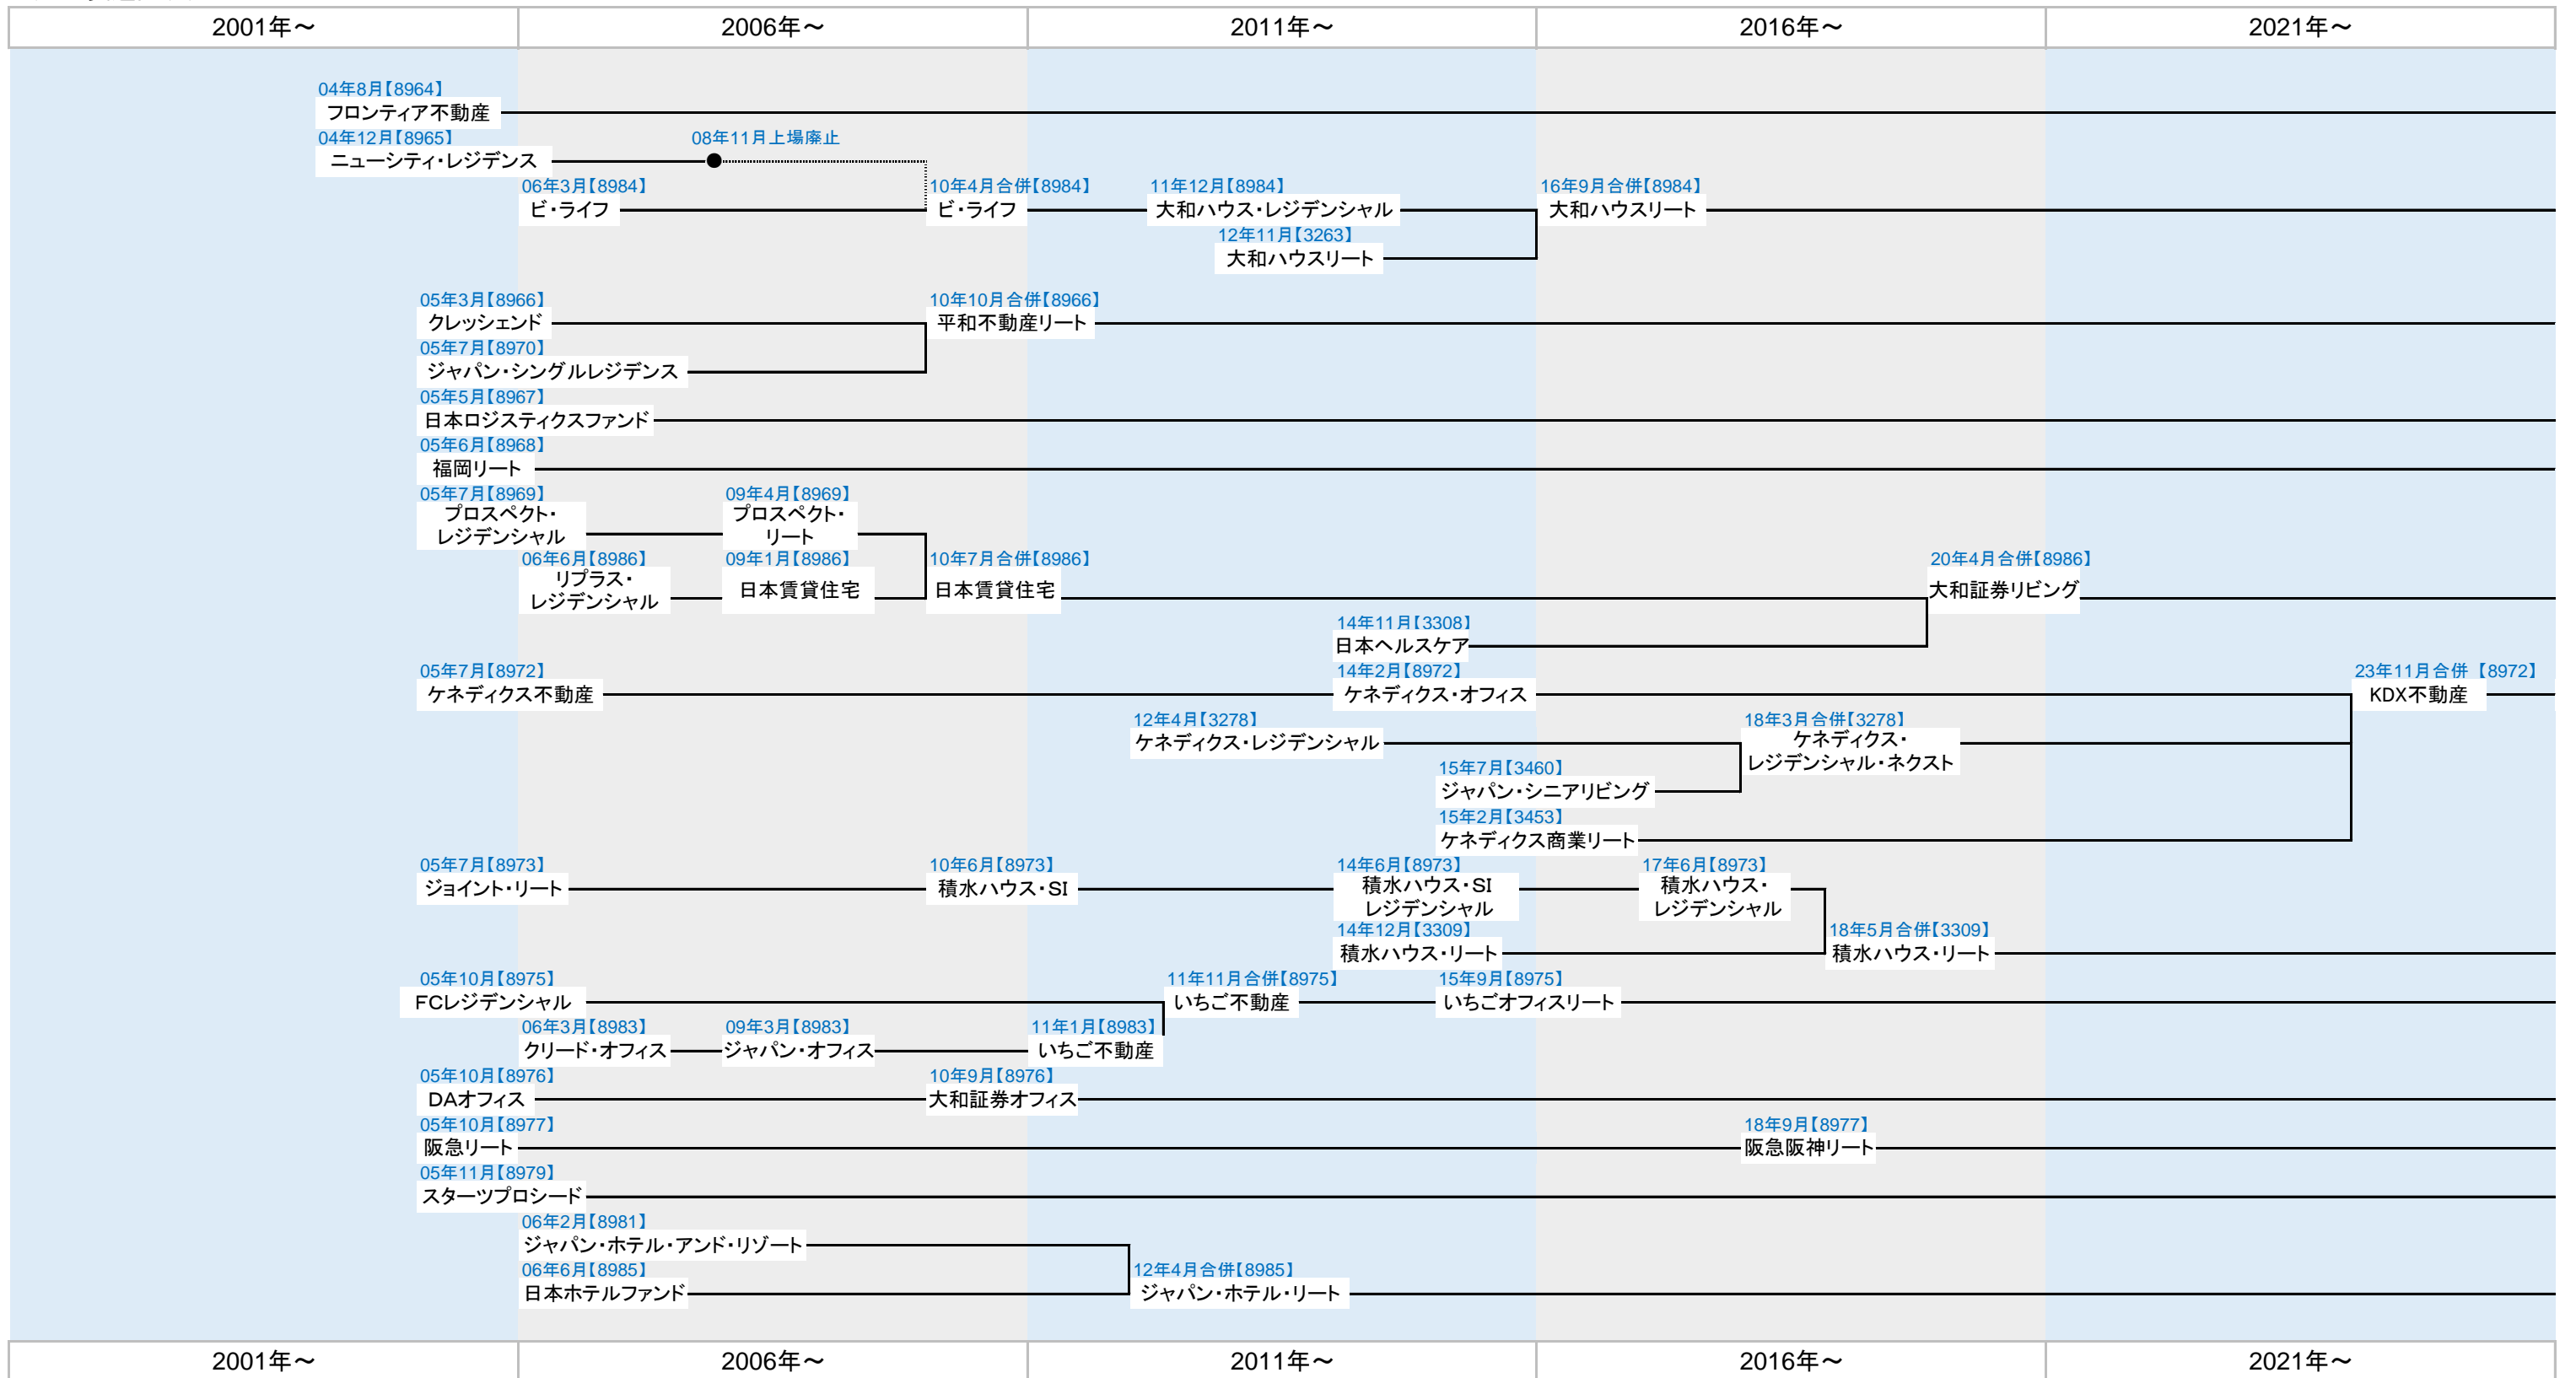 2001年～ 2006年～ 2011年～ 2016年～ 2021年～
04年8月【8964】
フロンティア不動産
04年12月【8965】 08年11月上場廃止
ニューシティ・レジデンス
06年3月【8984】 10年4月合併【8984】 11年12月【8984】 16年9月合併【8984】
ビ・ライフ ビ・ライフ 大和ハウス・レジデンシャル 大和ハウスリート
12年11月【3263】
大和ハウスリート
05年3月【8966】 10年10月合併【8966】
クレッシェンド 平和不動産リート
05年7月【8970】
ジャパン・シングルレジデンス
05年5月【8967】
日本ロジスティクスファンド
05年6月【8968】
福岡リート
05年7月【8969】 09年4月【8969】
プロスペクト・ プロスペクト・
レジデンシャル リート
06年6月【8986】 09年1月【8986】 10年7月合併【8986】 20年4月合併【8986】
リプラス・
レジデンシャル 日本賃貸住宅 日本賃貸住宅 大和証券リビング
14年11月【3308】
日本ヘルスケア
05年7月【8972】 14年2月【8972】 23年11月合併【8972】
ケネディクス不動産 ケネディクス・オフィス KDX不動産
12年4月【3278】 18年3月合併【3278】
ケネディクス・レジデンシャル ケネディクス・
レジデンシャル・ネクスト
15年7月【3460】
ジャパン・シニアリビング
15年2月【3453】
ケネディクス商業リート
05年7月【8973】 10年6月【8973】 14年6月【8973】 17年6月【8973】
ジョイント・リート 積水ハウス・SI 積水ハウス・SI 積水ハウス・
レジデンシャル レジデンシャル
14年12月【3309】 18年5月合併【3309】
積水ハウス・リート 積水ハウス・リート
05年10月【8975】 11年11月合併【8975】 15年9月【8975】
FCレジデンシャル いちご不動産 いちごオフィスリート
06年3月【8983】 09年3月【8983】 11年1月【8983】
クリード・オフィス ジャパン・オフィス いちご不動産
05年10月【8976】 10年9月【8976】
DAオフィス 大和証券オフィス
05年10月【8977】 18年9月【8977】
阪急リート 阪急阪神リート
05年11月【8979】
スターツプロシード
06年2月【8981】
ジャパン・ホテル・アンド・リゾート
06年6月【8985】 12年4月合併【8985】
日本ホテルファンド ジャパン・ホテル・リート
2001年～ 2006年～ 2011年～ 2016年～ 2021年～